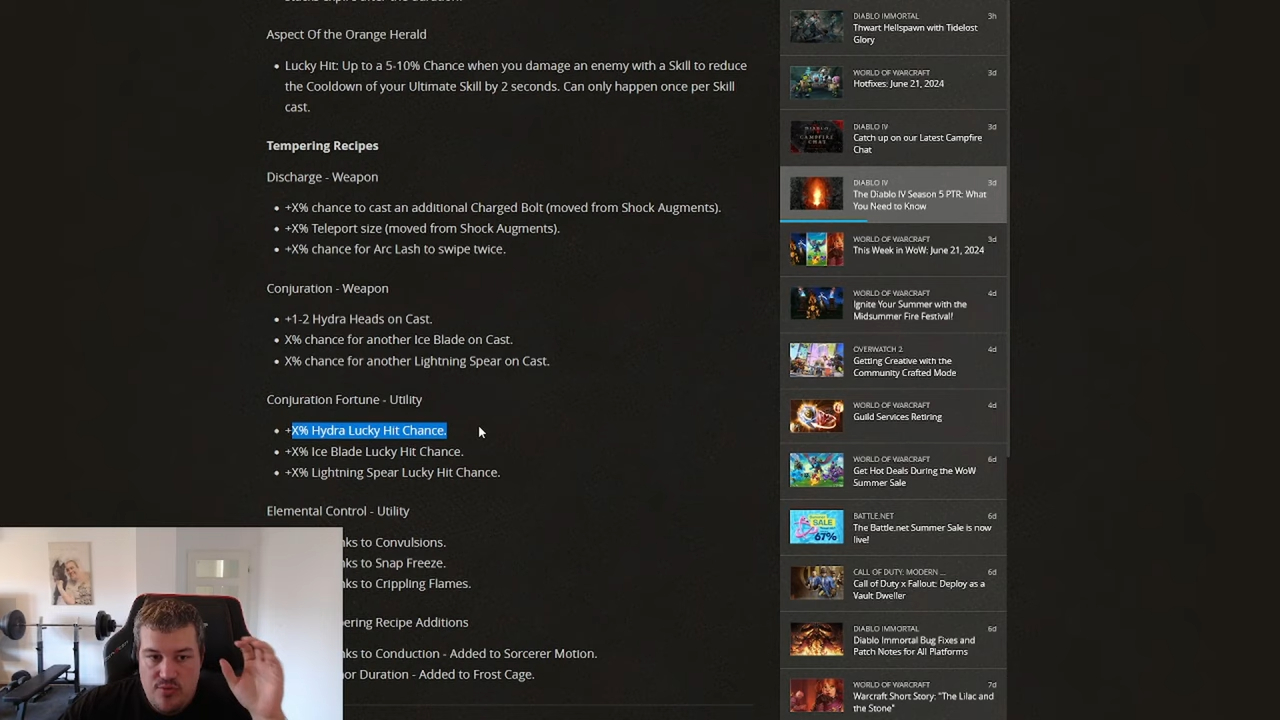 Aspect Of the Orange Herald
Lucky Hit: Up to a 5-10% Chance when you damage an enemy with a Skill to reduce
the Cooldown of your Ultimate Skill by 2 seconds. Can only happen once per Skill
cast.
Tempering Recipes
Discharge - Weapon
+X% chance to cast an additional Charged Bolt (moved from Shock Augments).
+X% Teleport size (moved from Shock Augments).
+X% chance for Arc Lash to swipe twice.
Conjuration - Weapon
+1-2 Hydra Heads on Cast.
X% chance for another Ice Blade on Cast.
X% chance for another Lightning Spear on Cast.
Conjuration Fortune - Utility
+X% Hydra Lucky Hit Chance.
+X% Ice Blade Lucky Hit Chance.
+X% Lightning Spear Lucky Hit Chance.
Elemental Control - Utility
to Convulsions.
to Snap Freeze.
to Crippling Flames.
Recipe Additions
to Conduction - Added to Sorcerer Motion.
Duration - Added to Frost Cage.
DIABLO IMMORTAL 3h
Thwart Hellspawn with Tidelost
Glory
WORLD OF WARCRAFT 3d
Hotfixes: June 21, 2024
DIABLO IV 3d
Catch up on our Latest Campfire
Chat
DIABLO IV 3d
The Diablo IV Season 5 PTR: What
You Need to Know
WORLD OF WARCRAFT 3d
This Week in WoW: June 21, 2024
WORLD OF WARCRAFT 4d
Ignite Your Summer with the
Midsummer Fire Festival!
OVERWATCH 2 4d
Getting Creative with the
Community Crafted Mode
WORLD OF WARCRAFT 4d
Guild Services Retiring
WORLD OF WARCRAFT 6d
Get Hot Deals During the WoW
Summer Sale
BATTLE.NET 6d
The Battle.net Summer Sale is now
live!
SALE
67%
CALL OF DUTY: MODERN ... 6d
Call of Duty x Fallout: Deploy as a
Vault Dweller
DIABLO IMMORTAL 6d
Diablo Immortal Bug Fixes and
Patch Notes for All Platforms
WORLD OF WARCRAFT 7d
Warcraft Short Story: "The Lilac and
the Stone"